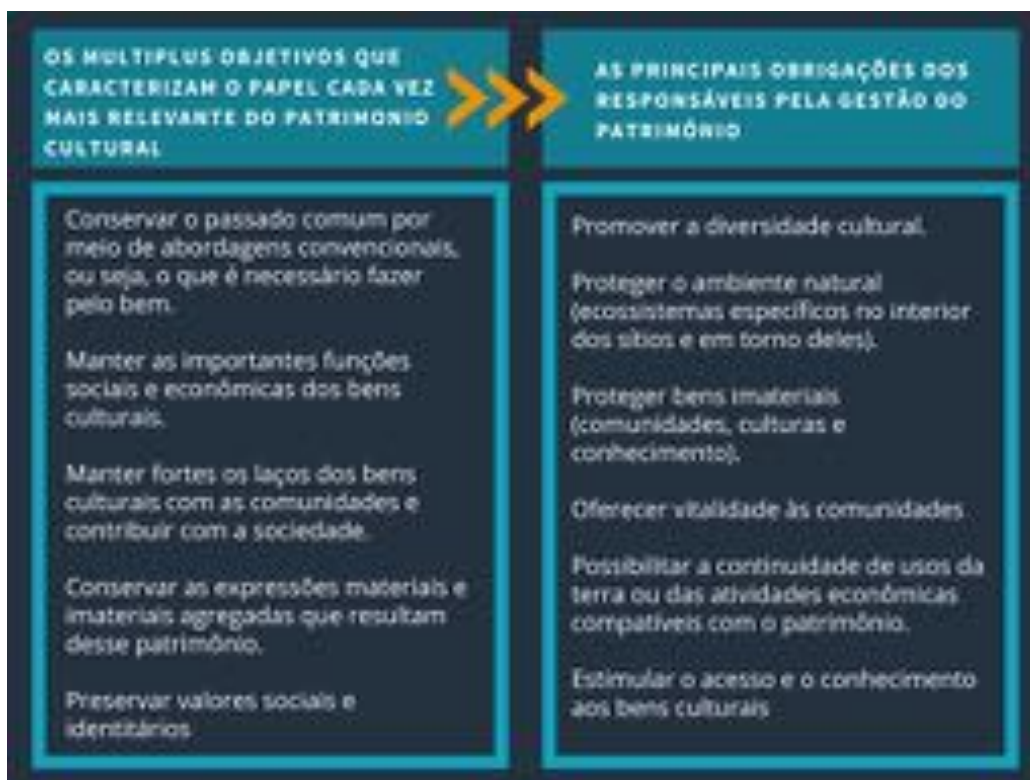 OS MULTIPLUS OBJETIVOS QUE
CARACTERIZAM O PAPEL CADA VEZ
MAIS RELEVANTE DO PATRIMONIO
CULTURAL
Conservar o passado comum por
meio de abordagens convencionais,
ou seja, o que é necessário fazer
pelo bem.
Manter as importantes funções
sociais e econômicas dos bens
culturais.
Manter fortes os laços dos bens
culturais com as comunidades e
contribuir com a sociedade.
Conservar as expressões materiais e
imateriais agregadas que resultam
desse patrimônio.
Preservar valores sociais e
identitários
AS PRINCIPAIS OBRIGAÇÕES DOS
RESPONSÁVEIS PELA GESTÃO DO
PATRIMÓNIO
Promover a diversidade cultural.
Proteger o ambiente natural
(ecossistemas específicos no interior
dos sítios e em torno deles).
Proteger bens imateriais
(comunidades, culturas e
conhecimento).
Oferecer vitalidade às comunidades
Possibilitar a continuidade de usos da
terra ou das atividades econômicas
compatíveis com o patrimônio.
Estimular o acesso e o conhecimento
aos bens culturais